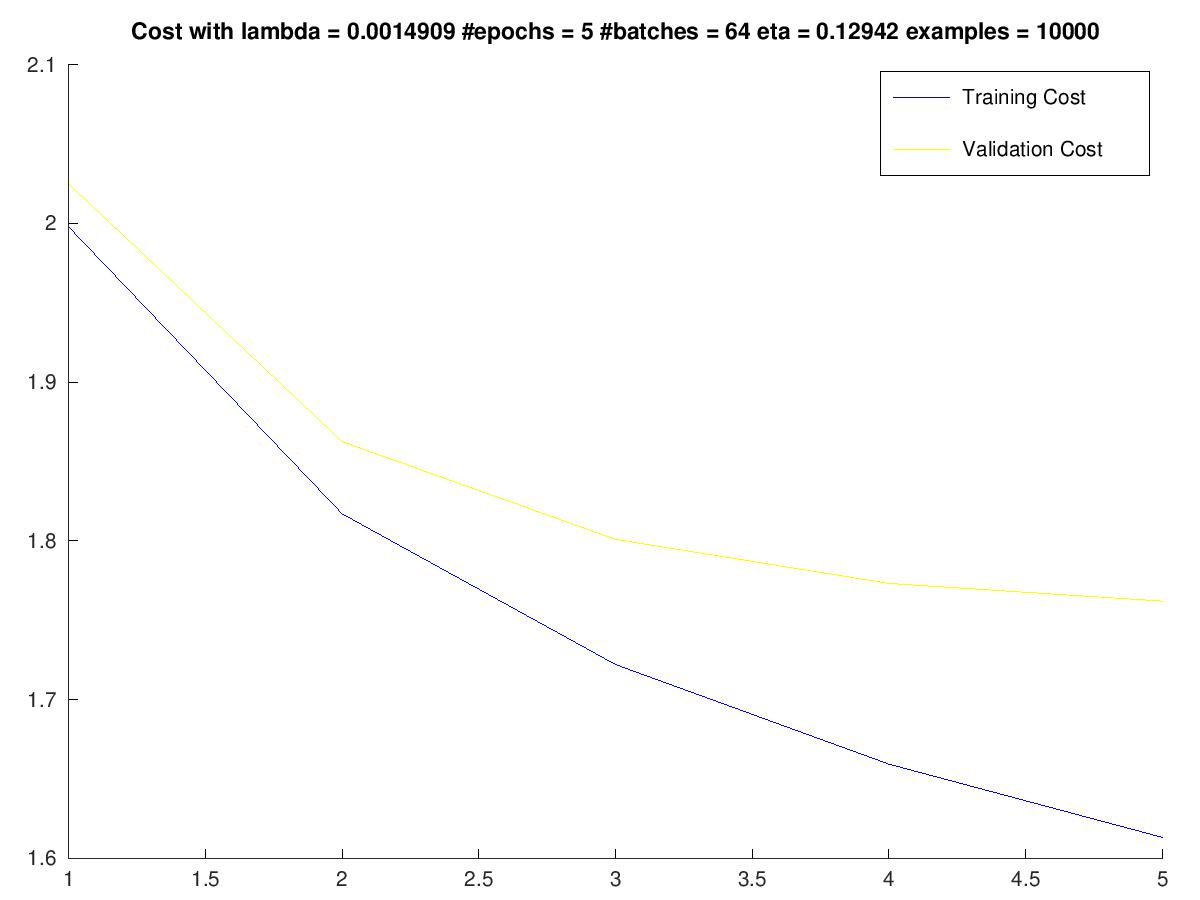 Cost with lambda = 0.0014909 #epochs = 5 #batches = 64 eta = 0.12942 examples = 10000
2.1
Training Cost
Validation Cost
2
1.9
1.8
1.7
1.6
1 1.5 2 2.5 3 3.5 4 4.5 5